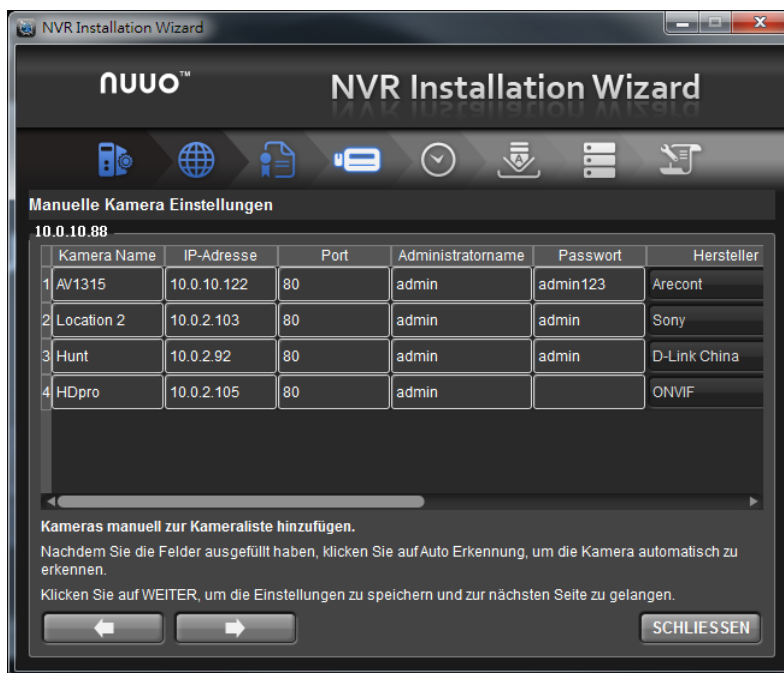 NVR Installation Wizard
nuuo™
NVR Installation Wizard
Manuelle Kamera Einstellungen
10.0.10.88
Kamera Name IP-Adresse Port Administratorname Passwort Hersteller
1 AV1315 10.0.10.122 80 admin admin123 Arecont
2 Location 2 10.0.2.103 80 admin admin Sony
3 Hunt 10.0.2.92 80 admin admin D-Link China
4 HDpro 10.0.2.105 80 admin ONVIF
Kameras manuell zur Kameraliste hinzufügen.
Nachdem Sie die Felder ausgefüllt haben, klicken Sie auf Auto Erkennung, um die Kamera automatisch zu
erkennen.
Klicken Sie auf WEITER, um die Einstellungen zu speichern und zur nächsten Seite zu gelangen.
SCHLIESSEN